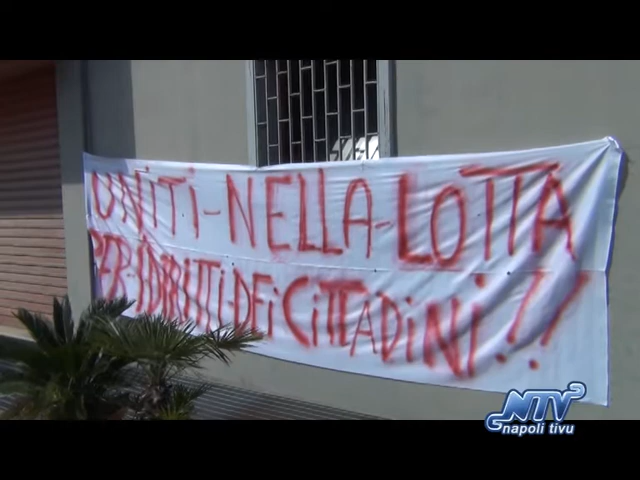 UNITI-NELLA-LOTTA
PER-I DIRITTI-DEI CITTADINI!!
NTV
napoli tivu